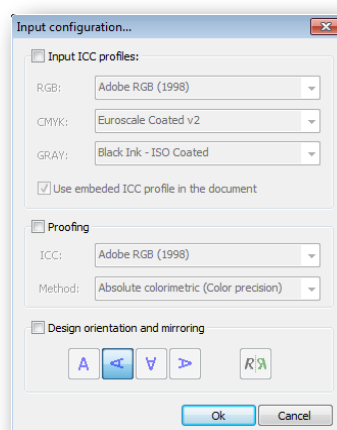 Input configuration...
Input ICC profiles:
RGB: Adobe RGB (1998)
CMYK: Euroscale Coated v2
GRAY: Black Ink - ISO Coated
Use embeded ICC profile in the document
Proofing
ICC: Adobe RGB (1998)
Method: Absolute colorimetric (Color precision)
Design orientation and mirroring
A A A A R R
Ok Cancel